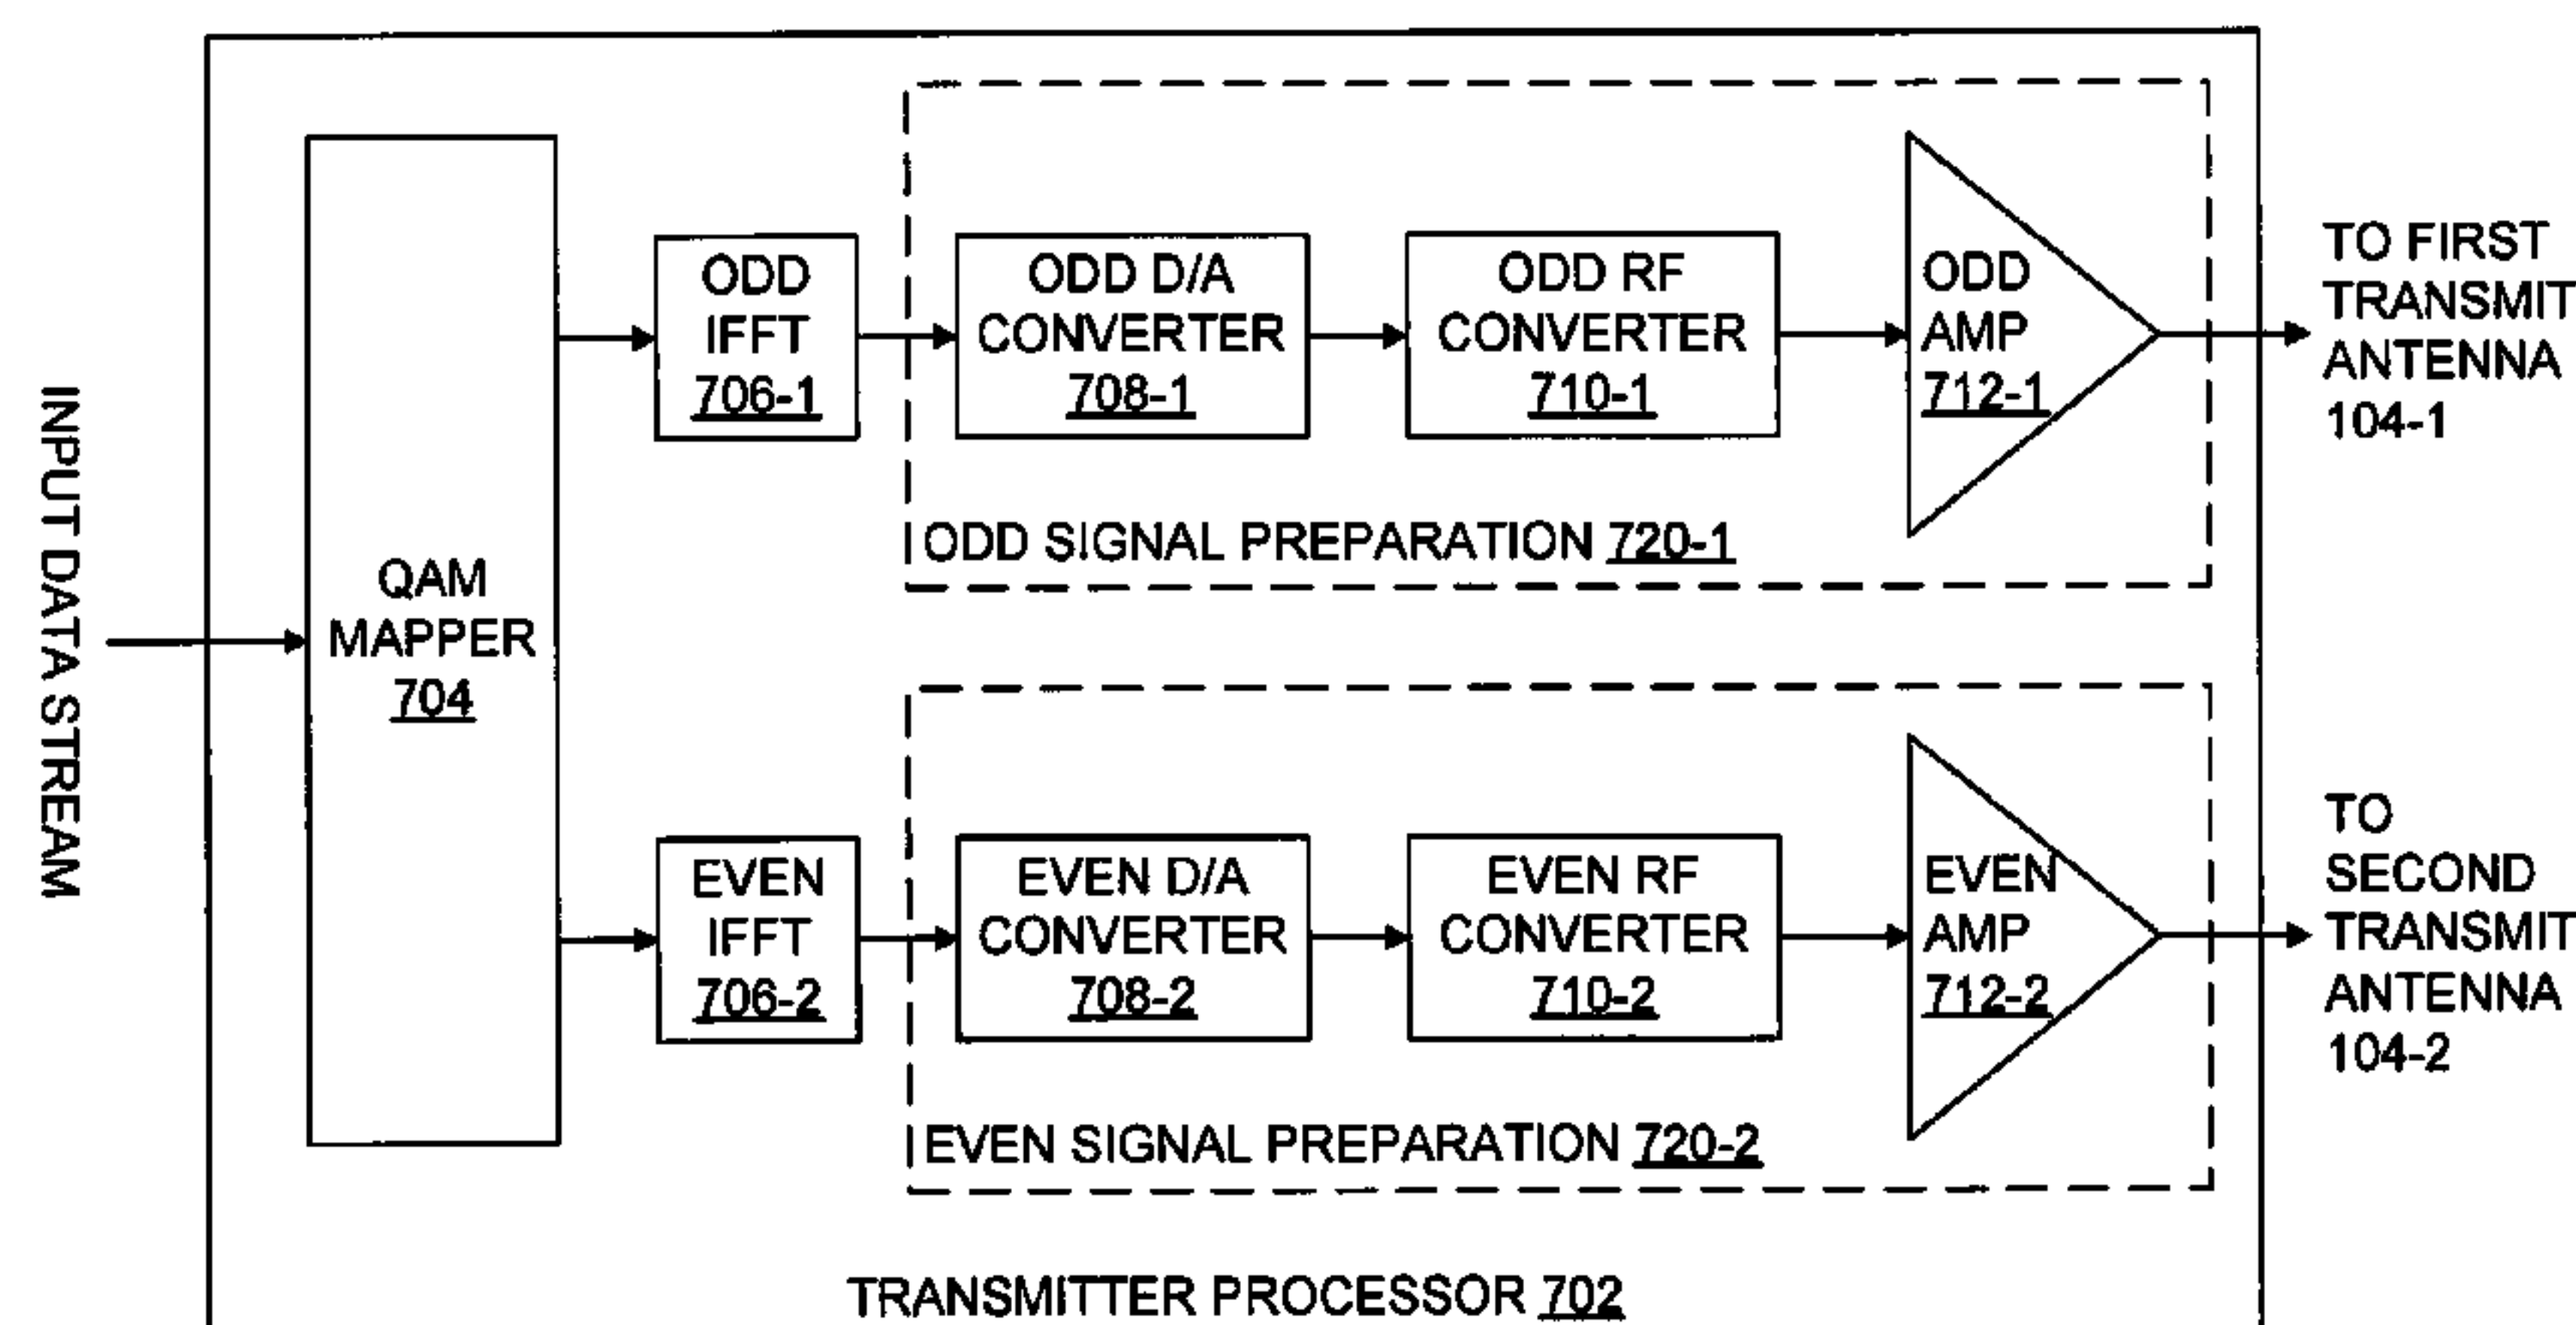 INPUT DATA STREAM
QAM
MAPPER
704
ODD
IFFT
706-1
ODD D/A
CONVERTER
708-1
ODD RF
CONVERTER
710-1
ODD
AMP
712-1
ODD SIGNAL PREPARATION 720-1
TO FIRST
TRANSMIT
ANTENNA
104-1
EVEN
IFFT
706-2
EVEN D/A
CONVERTER
708-2
EVEN RF
CONVERTER
710-2
EVEN
AMP
712-2
EVEN SIGNAL PREPARATION 720-2
TO
SECOND
TRANSMIT
ANTENNA
104-2
TRANSMITTER PROCESSOR 702